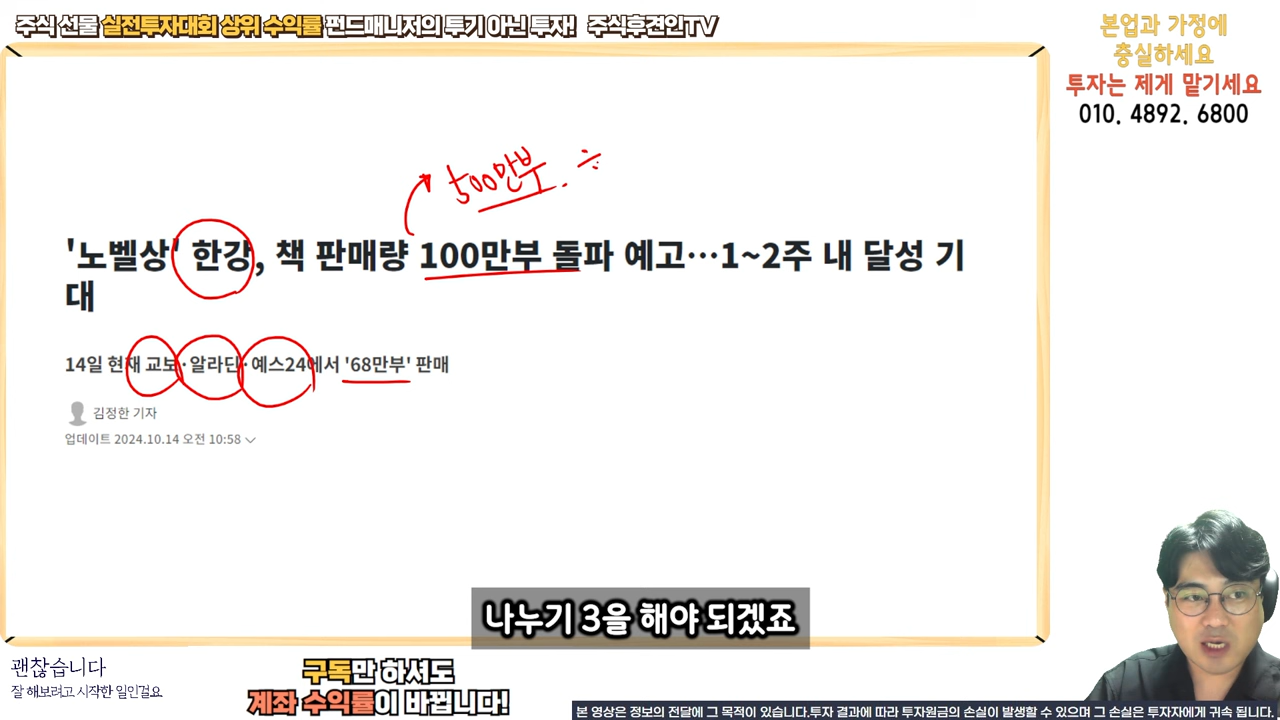 주식 선물 실전투자대회 상위 수익률 펀드매니저의 투기 아닌 투자! 주식후견인TV
본업과 가정에
충실하세요
투자는 제게 맡기세요
010. 4892. 6800
500만부. ÷
'노벨상' 한강, 책 판매량 100만부 돌파 예고…1~2주 내 달성 기
대
14일 현재 교보·알라딘·예스24에서 '68만부' 판매
김정한 기자
업데이트 2024.10.14 오전 10:58
나누기 3을 해야 되겠죠
괜찮습니다
잘 해보려고 시작한 일인걸요
구독만 하셔도
계좌 수익률이 바뀝니다!
본 영상은 정보의 전달에 그 목적이 있습니다.투자 결과에 따라 투자원금의 손실이 발생할 수 있으며 그 손실은 투자자에게 귀속 됩니다.